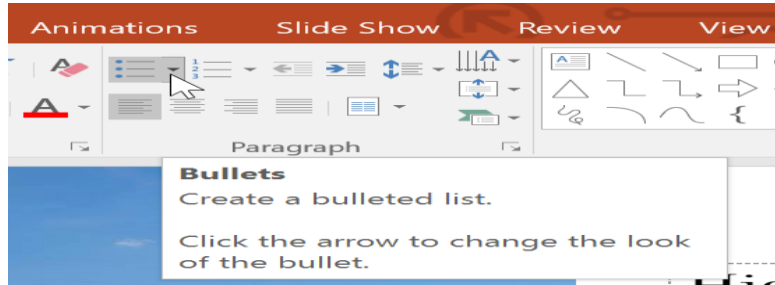 Animations Slide Show Review View
Paragraph
Bullets
Create a bulleted list.
Click the arrow to change the look
of the bullet.